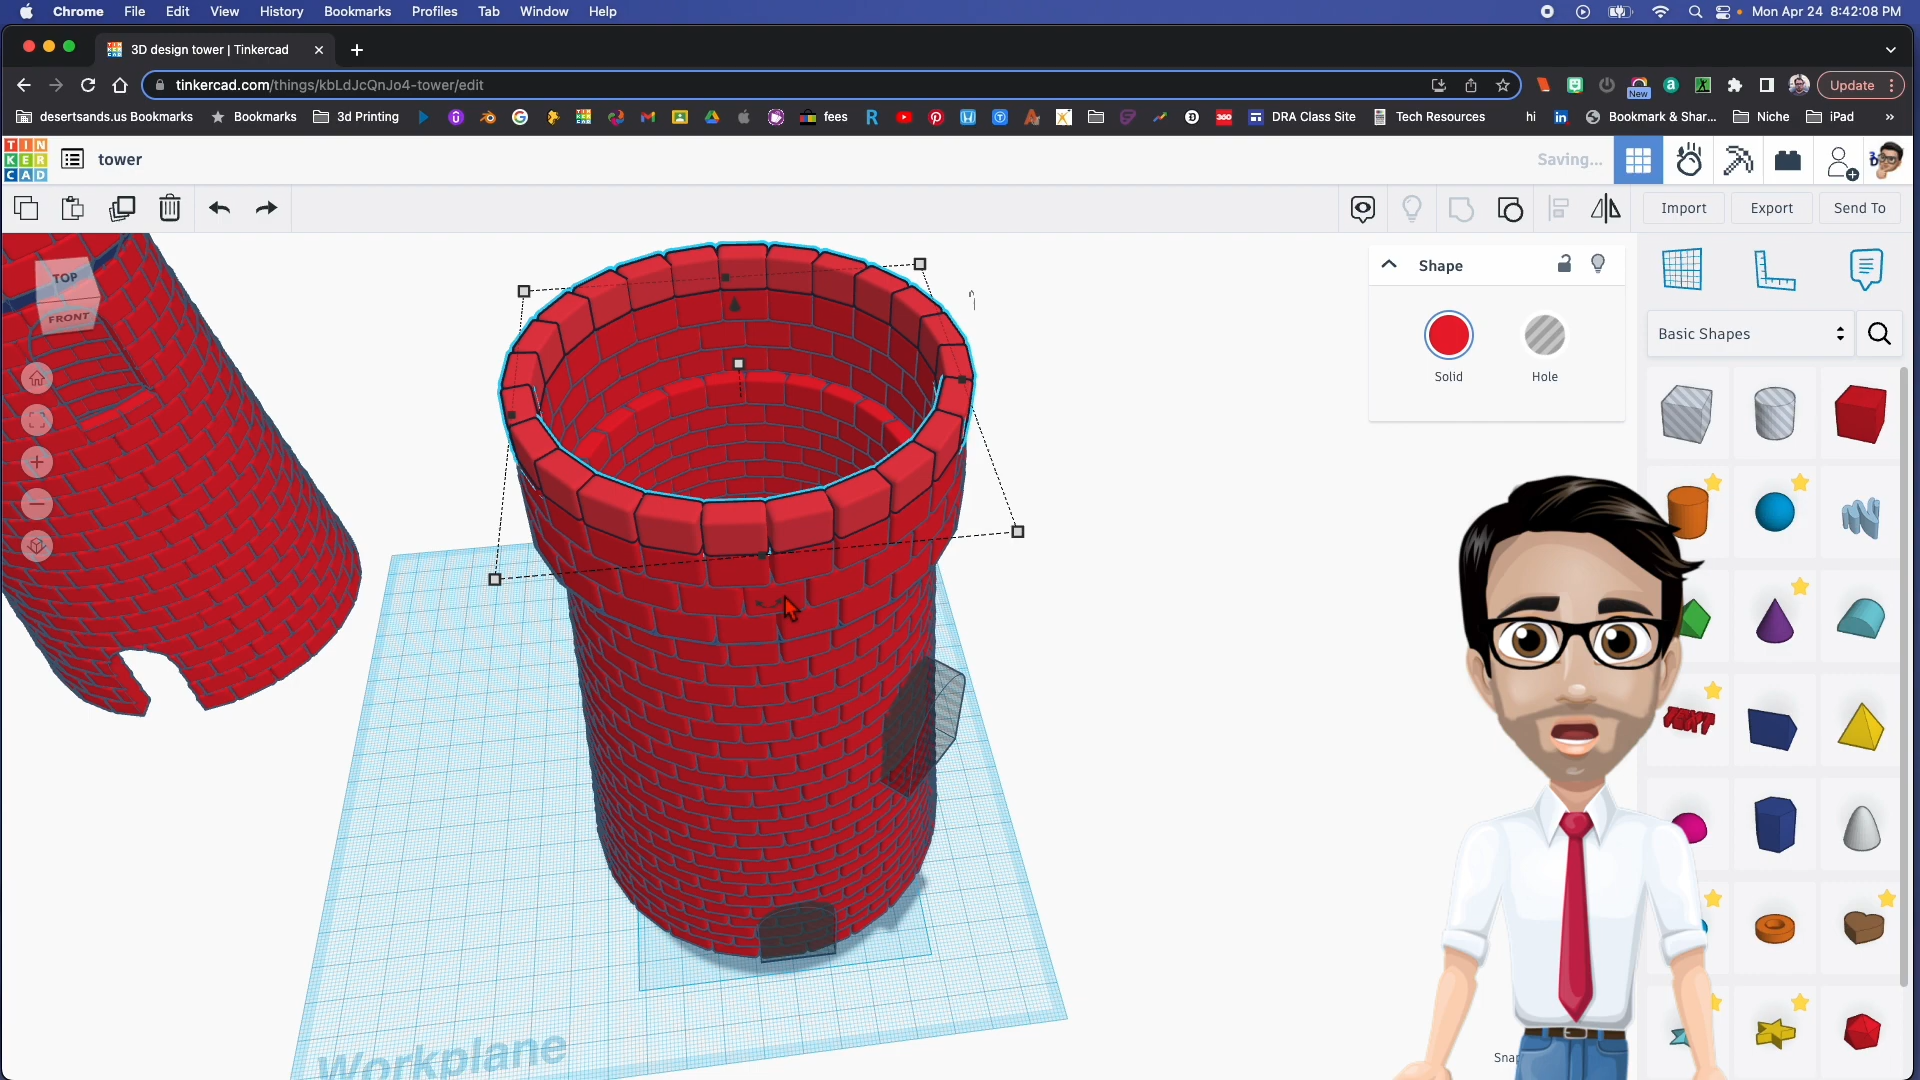 Chrome File Edit View History Bookmarks Profiles Tab Window Help Mon Apr 24 8:42:08 PM
3D design tower | Tinkercad
tinkercad.com/things/kbLdJcQnJo4-tower/edit
New
Update
desertsands.us Bookmarks Bookmarks 3d Printing fees DRA Class Site Tech Resources hi Bookmark & Shar... Niche iPad »
TIN
KER
CAD
tower
Saving...
Import Export Send To
TOP
FRONT
Shape
Solid Hole
Basic Shapes
TEXT
Workplane
Snap